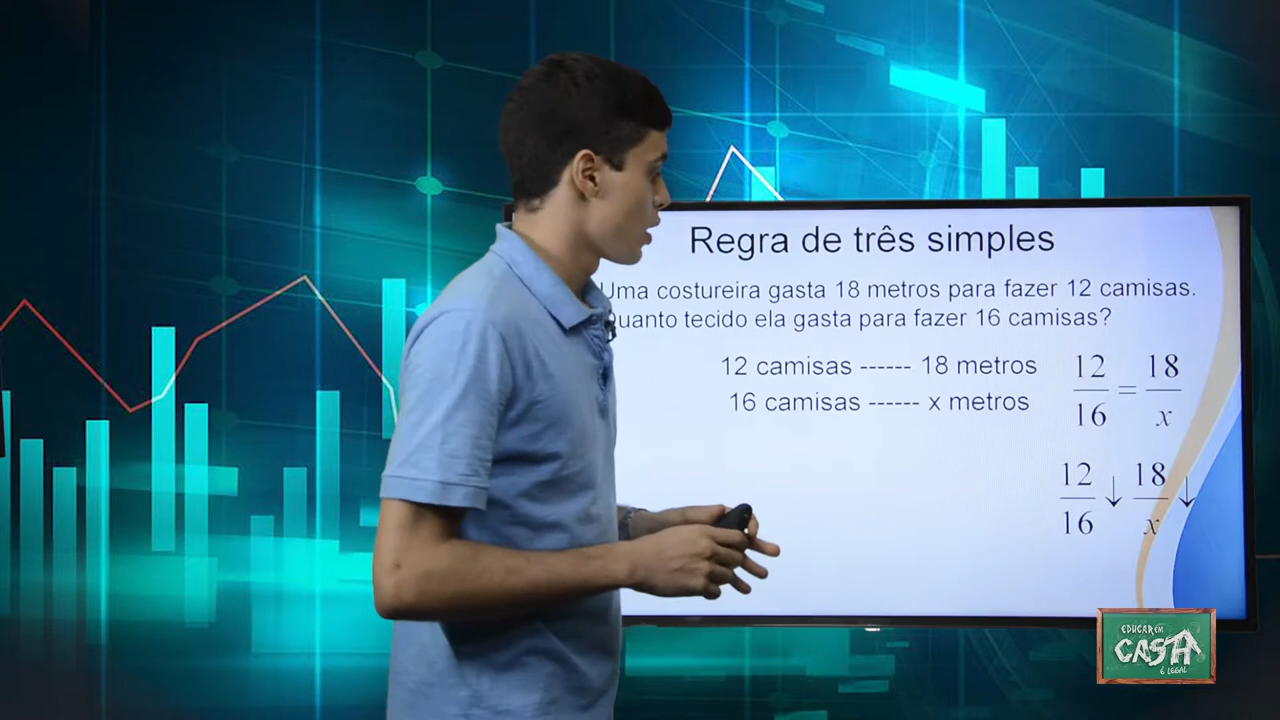 Regra de três simples
Uma costureira gasta 18 metros para fazer 12 camisas.
uanto tecido ela gasta para fazer 16 camisas?
12 camisas ------ 18 metros
16 camisas ------ x metros
12/16 = 18/x
12/16 ↓ 18/x ↓
EDUCAR EM
CASA
É LEGAL